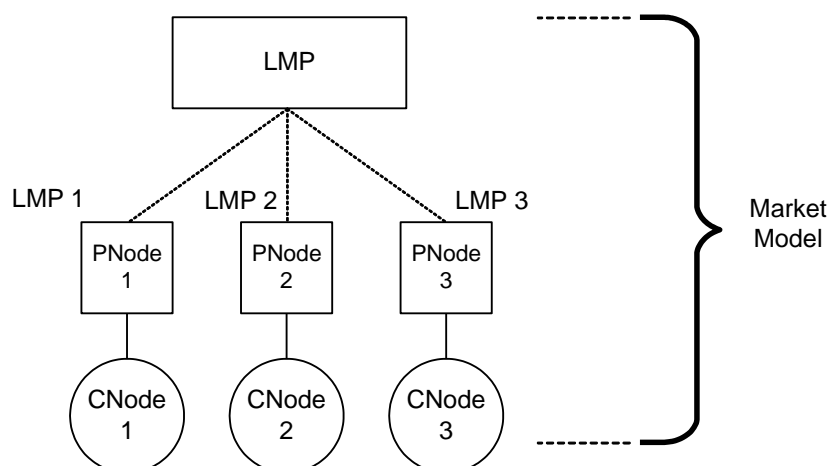 LMP
LMP 1
LMP 2
LMP 3
PNode
1
PNode
2
PNode
3
CNode
1
CNode
2
CNode
3
Market
Model